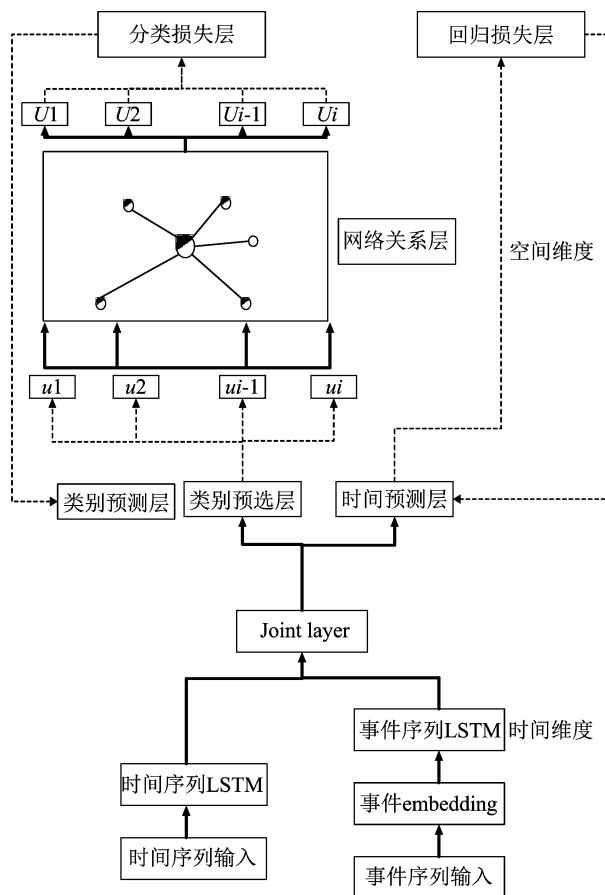 分类损失层
回归损失层
U1
U2
Ui-1
Ui
网络关系层
空间维度
u1
u2
ui-1
ui
类别预测层
类别预选层
时间预测层
Joint layer
事件序列LSTM
时间维度
时间序列LSTM
事件embedding
时间序列输入
事件序列输入